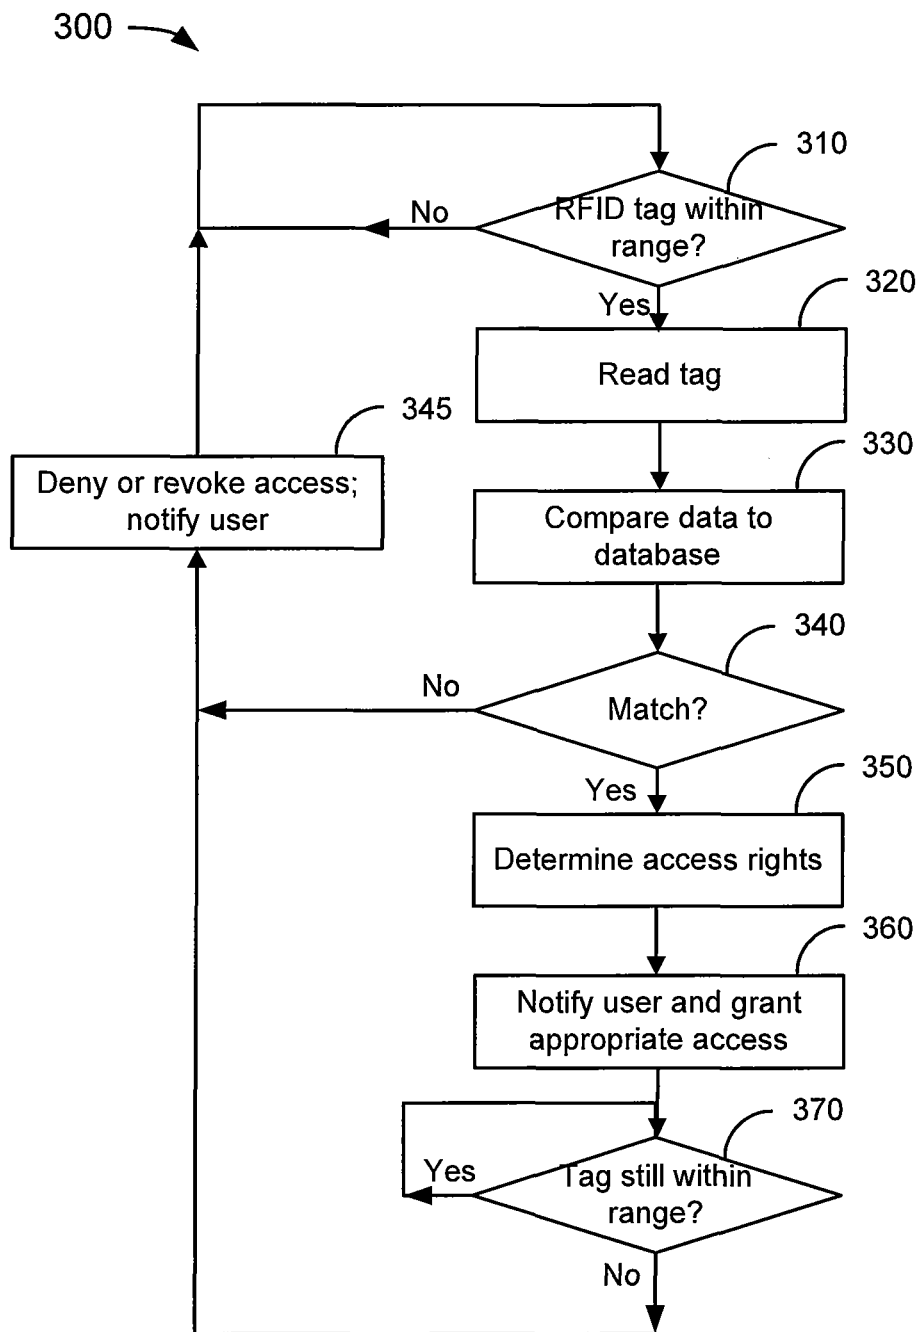 300
310
RFID tag within
range?
No
Yes
320
Read tag
345
Deny or revoke access;
notify user
330
Compare data to
database
340
No
Match?
Yes
350
Determine access rights
360
Notify user and grant
appropriate access
370
Yes
Tag still within
range?
No